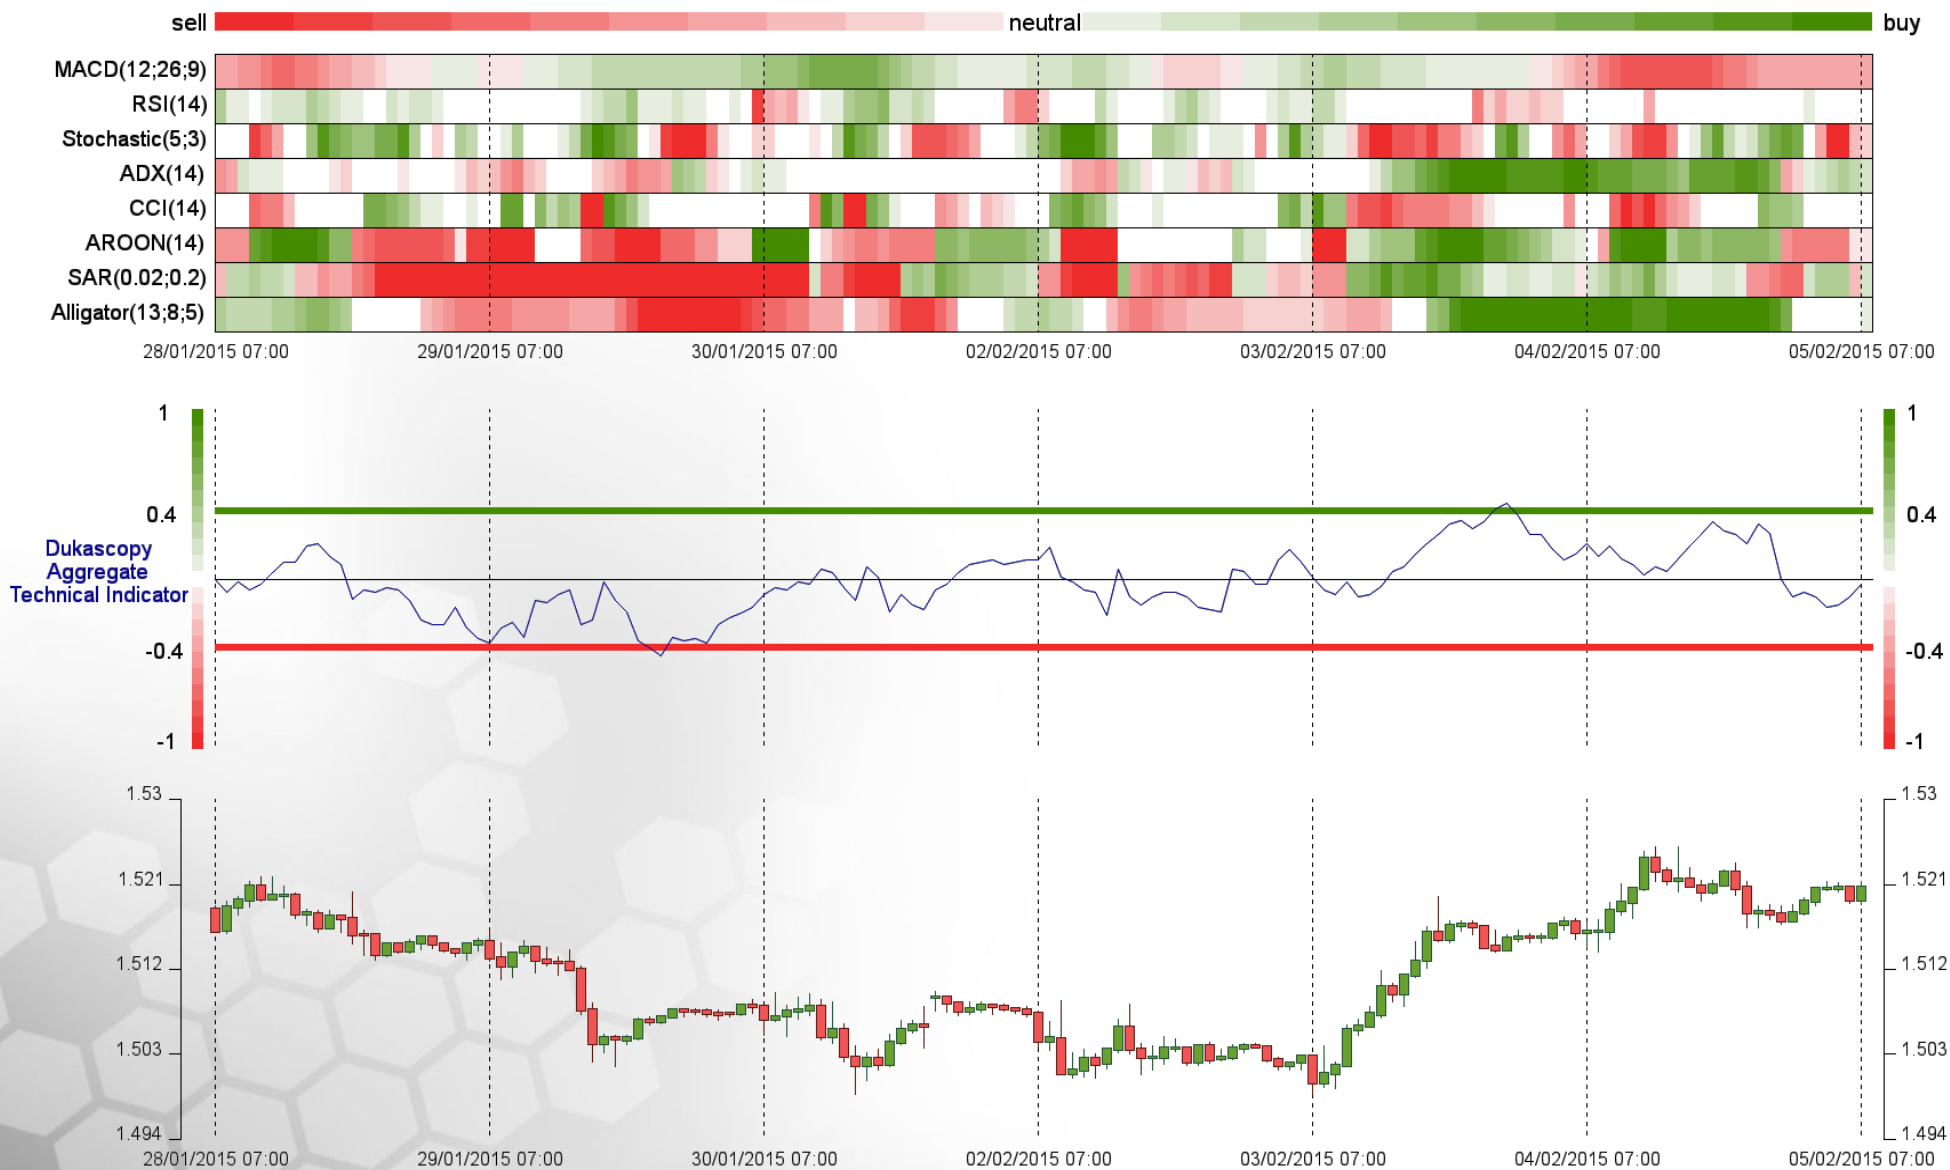 sell neutral buy
MACD(12;26;9)
RSI(14)
Stochastic(5;3)
ADX(14)
CCI(14)
AROON(14)
SAR(0.02;0.2)
Alligator(13;8;5)
28/01/2015 07:00 29/01/2015 07:00 30/01/2015 07:00 02/02/2015 07:00 03/02/2015 07:00 04/02/2015 07:00 05/02/2015 07:00
1 1
0.4 0.4
Dukascopy
Aggregate
Technical Indicator
-0.4 -0.4
-1 -1
1.53 1.53
1.521 1.521
1.512 1.512
1.503 1.503
1.494 1.494
28/01/2015 07:00 29/01/2015 07:00 30/01/2015 07:00 02/02/2015 07:00 03/02/2015 07:00 04/02/2015 07:00 05/02/2015 07:00